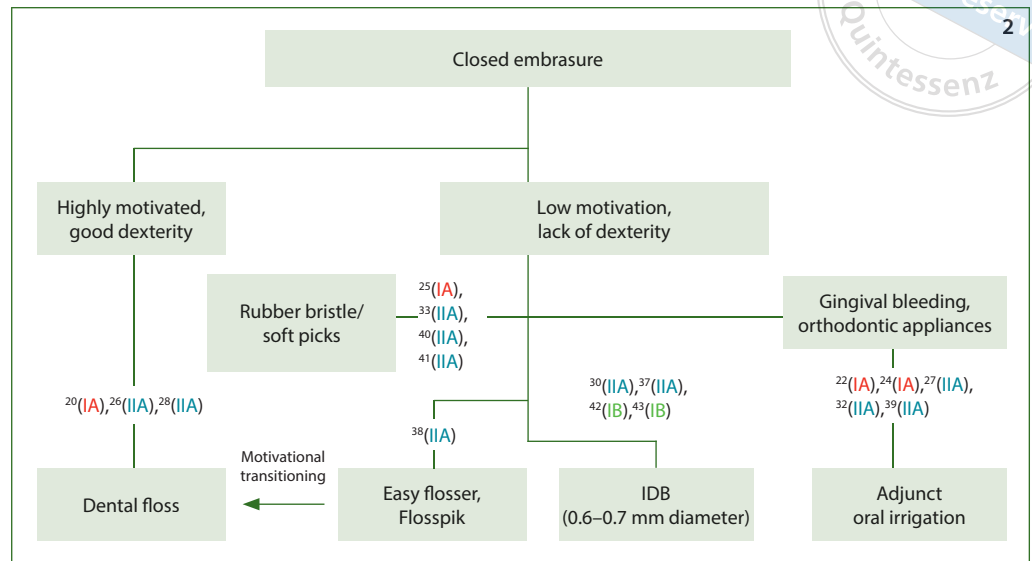 2
Quintessenz
Closed embrasure
Highly motivated,
good dexterity
Low motivation,
lack of dexterity
Rubber bristle/
soft picks
25(IA),
33(IIA),
40(IIA),
41(IIA)
Gingival bleeding,
orthodontic appliances
20(IA),26(IIA),28(IIA)
38(IIA)
30(IIA),37(IIA),
42(IB),43(IB)
22(IA),24(IA),27(IIA),
32(IIA),39(IIA)
Dental floss
Motivational
transitioning
Easy flosser,
Flosspik
IDB
(0.6–0.7 mm diameter)
Adjunct
oral irrigation